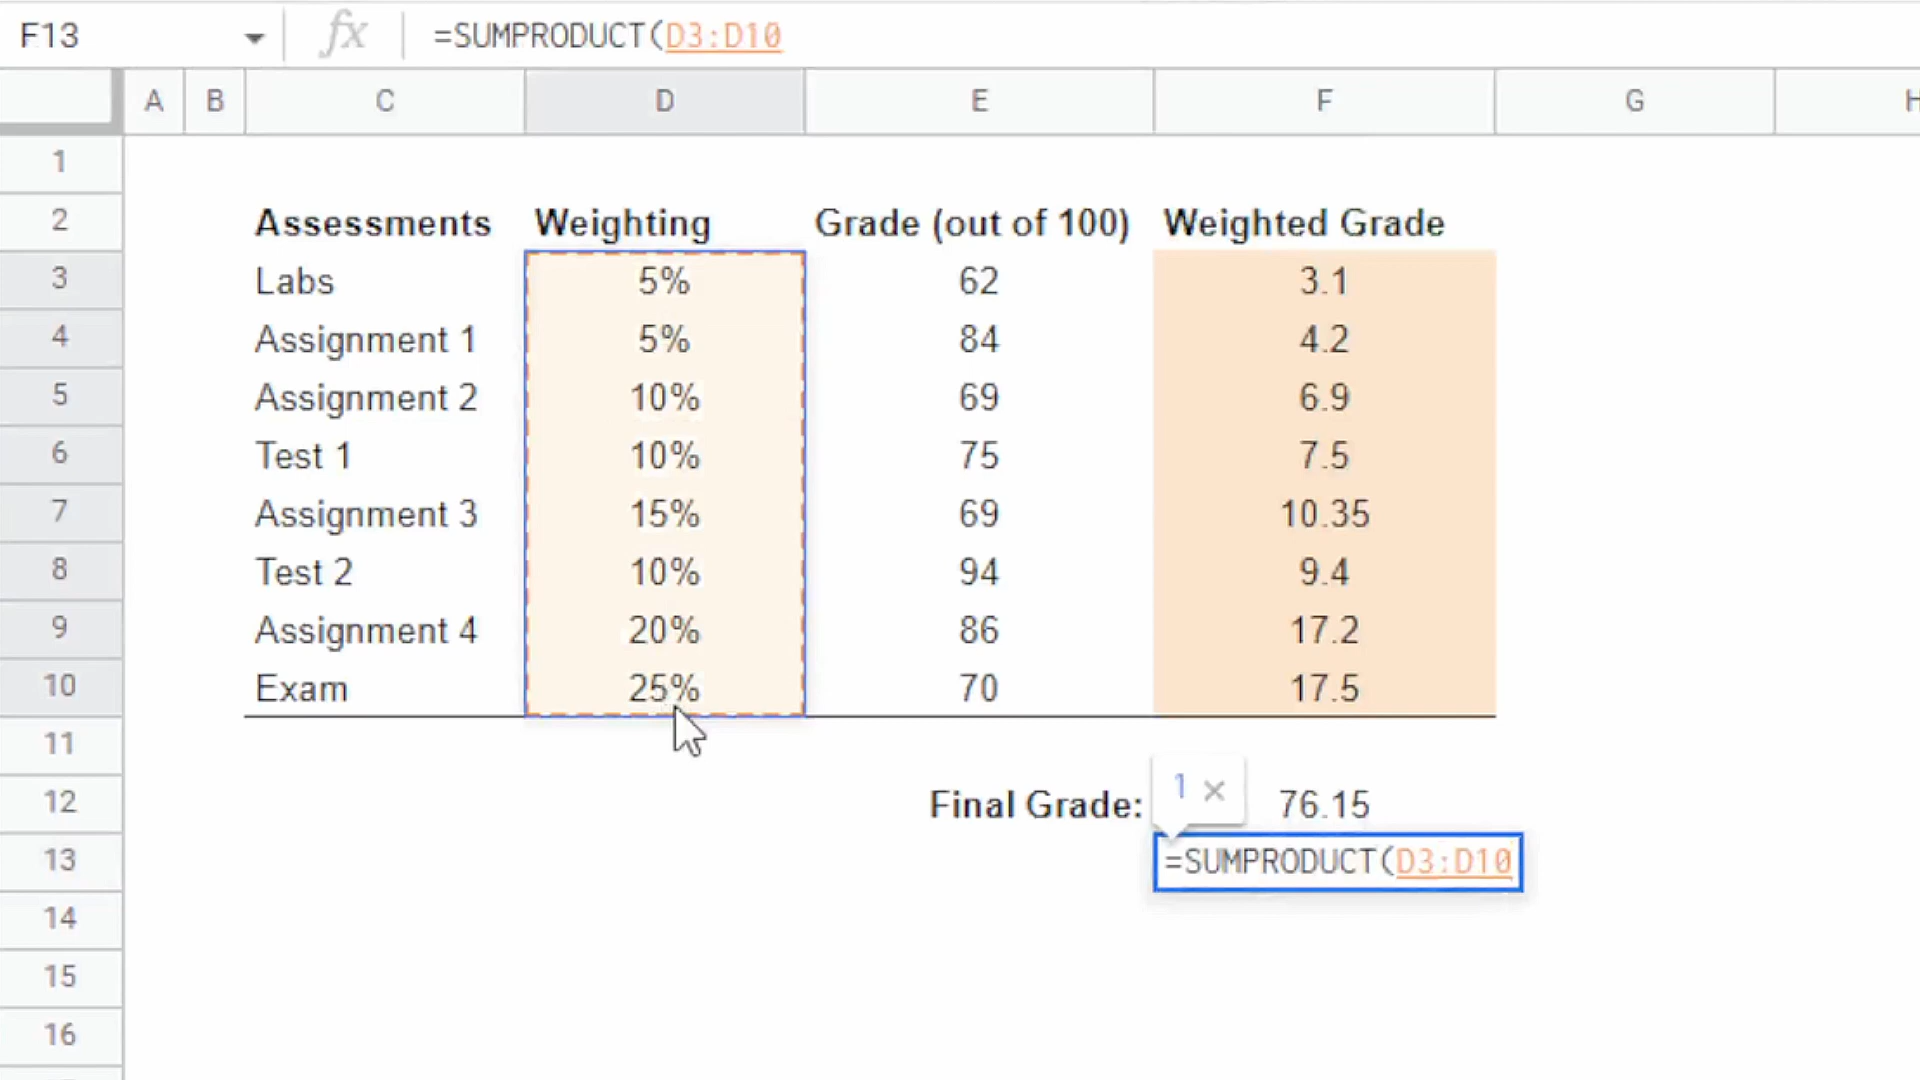 F13 fx =SUMPRODUCT(D3:D10
A B C D E F G H
1
2 Assessments Weighting Grade (out of 100) Weighted Grade
3 Labs 5% 62 3.1
4 Assignment 1 5% 84 4.2
5 Assignment 2 10% 69 6.9
6 Test 1 10% 75 7.5
7 Assignment 3 15% 69 10.35
8 Test 2 10% 94 9.4
9 Assignment 4 20% 86 17.2
10 Exam 25% 70 17.5
11
1 ×
12 Final Grade: 76.15
13 =SUMPRODUCT(D3:D10
14
15
16